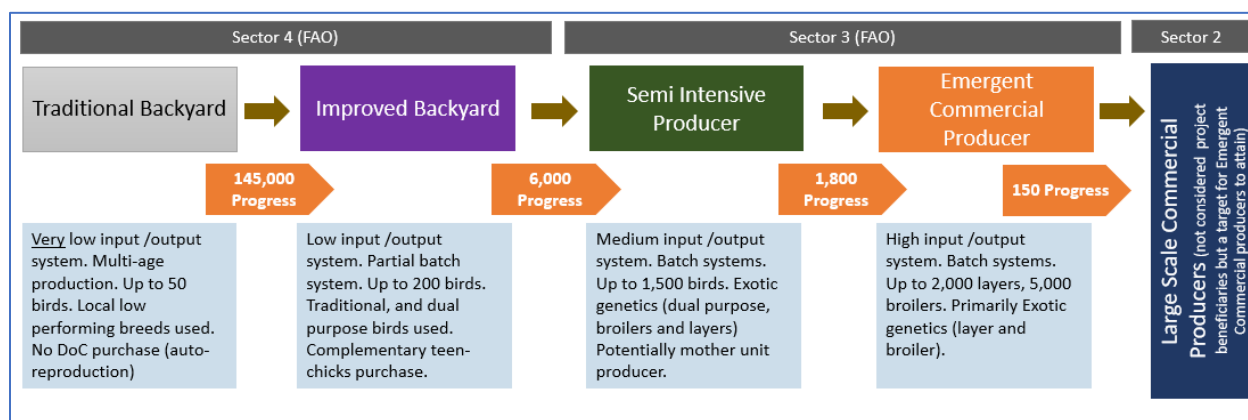 Sector 4 (FAO)
Sector 3 (FAO)
Sector 2
Traditional Backyard
Improved Backyard
Semi Intensive
Producer
Emergent
Commercial
Producer
145,000
Progress
6,000
Progress
1,800
Progress
150 Progress
Very low input /output
system. Multi-age
production. Up to 50
birds. Local low
performing breeds used.
No DoC purchase (auto-
reproduction)
Low input /output
system. Partial batch
system. Up to 200 birds.
Traditional, and dual
purpose birds used.
Complementary teen-
chicks purchase.
Medium input /output
system. Batch systems.
Up to 1,500 birds. Exotic
genetics (dual purpose,
broilers and layers)
Potentially mother unit
producer.
High input /output
system. Batch systems.
Up to 2,000 layers, 5,000
broilers. Primarily Exotic
genetics (layer and
broiler).
Large Scale Commercial
Producers (not considered project
beneficiaries but a target for Emergent
Commercial producers to attain)